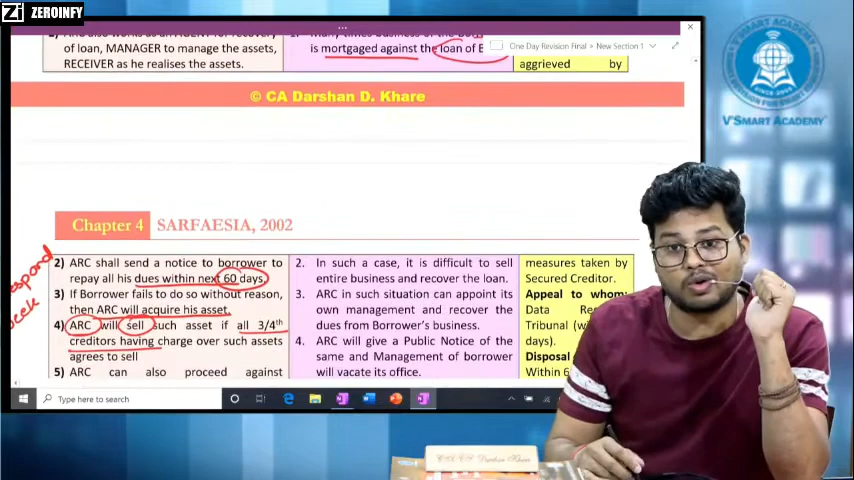 Zi ZEROINFY
of loan, MANAGER to manage the assets,
RECEIVER as he realises the assets.
is mortgaged against the loan of
One Day Revision Final > New Section 1
aggrieved by
© CA Darshan D. Khare
V'SMART ACADEMY
Chapter 4 SARFAESIA, 2002
2) ARC shall send a notice to borrower to
repay all his dues within next 60 days.
3) If Borrower fails to do so without reason,
then ARC will acquire his asset.
4) ARC will sell such asset if all 3/4th
creditors having charge over such assets
agrees to sell
5) ARC can also proceed against
2. In such a case, it is difficult to sell
entire business and recover the loan.
3. ARC in such situation can appoint its
own management and recover the
dues from Borrower's business.
4. ARC will give a Public Notice of the
same and Management of borrower
will vacate its office.
measures taken by
Secured Creditor.
Appeal to whom:
Data
Tribunal
days).
Disposal
Within
Type here to search